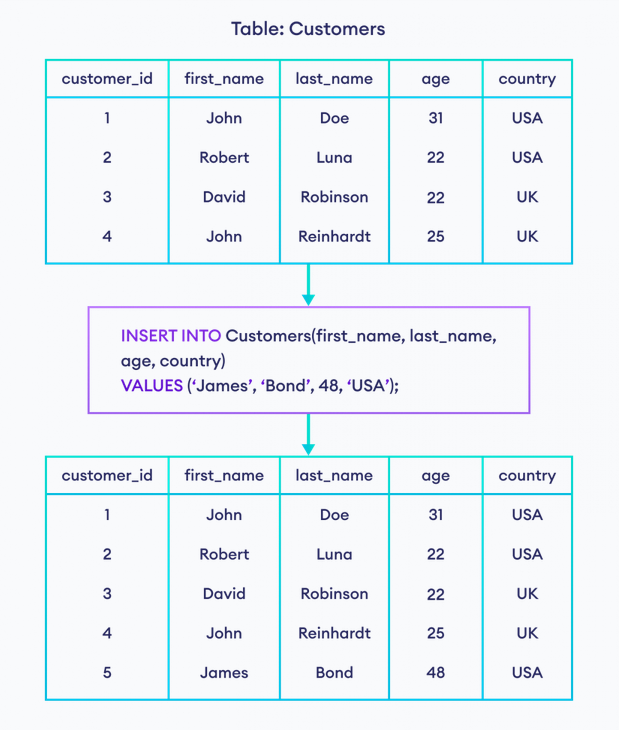 Table: Customers
customer_id first_name last_name age country
1 John Doe 31 USA
2 Robert Luna 22 USA
3 David Robinson 22 UK
4 John Reinhardt 25 UK
INSERT INTO Customers(first_name, last_name,
age, country)
VALUES (‘James’, ‘Bond’, 48, ‘USA’);
customer_id first_name last_name age country
1 John Doe 31 USA
2 Robert Luna 22 USA
3 David Robinson 22 UK
4 John Reinhardt 25 UK
5 James Bond 48 USA